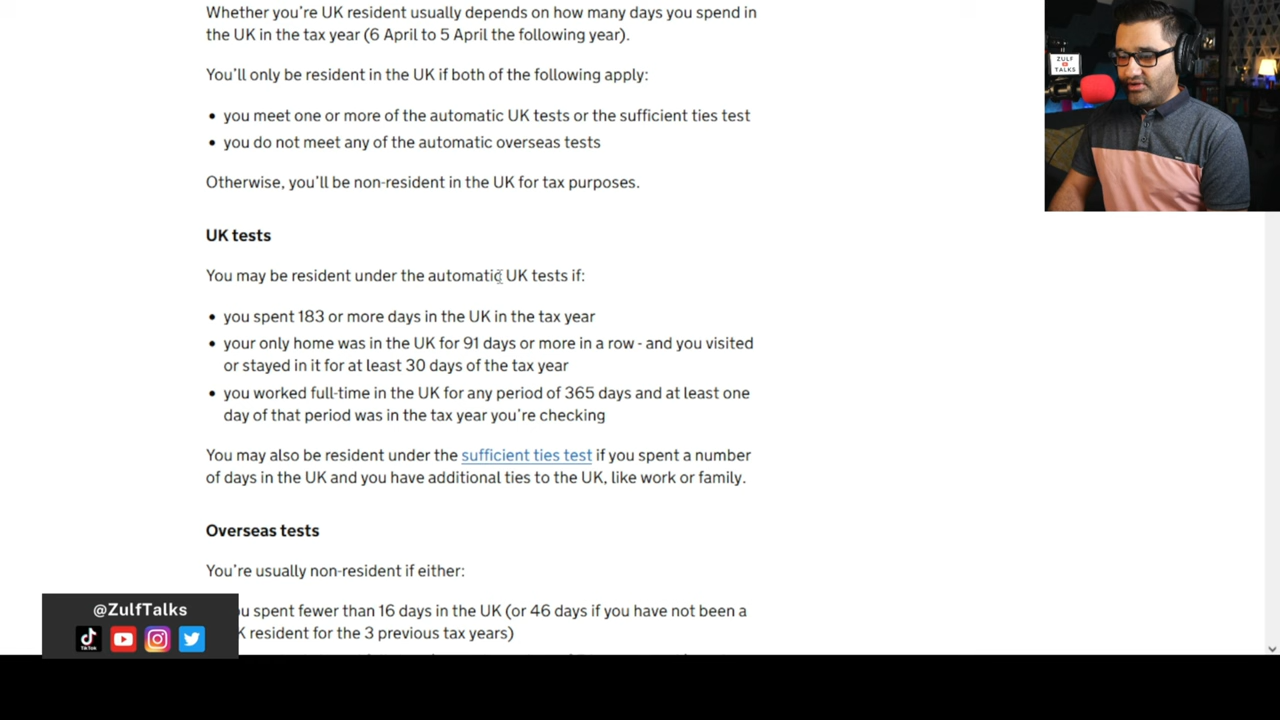 Whether you're UK resident usually depends on how many days you spend in
the UK in the tax year (6 April to 5 April the following year).
You'll only be resident in the UK if both of the following apply:
• you meet one or more of the automatic UK tests or the sufficient ties test
• you do not meet any of the automatic overseas tests
Otherwise, you'll be non-resident in the UK for tax purposes.
UK tests
You may be resident under the automatic UK tests if:
• you spent 183 or more days in the UK in the tax year
• your only home was in the UK for 91 days or more in a row - and you visited
or stayed in it for at least 30 days of the tax year
• you worked full-time in the UK for any period of 365 days and at least one
day of that period was in the tax year you're checking
You may also be resident under the sufficient ties test if you spent a number
of days in the UK and you have additional ties to the UK, like work or family.
Overseas tests
You're usually non-resident if either:
u spent fewer than 16 days in the UK (or 46 days if you have not been a
K resident for the 3 previous tax years)
@ZulfTalks
TikTok
ZULF
TALKS